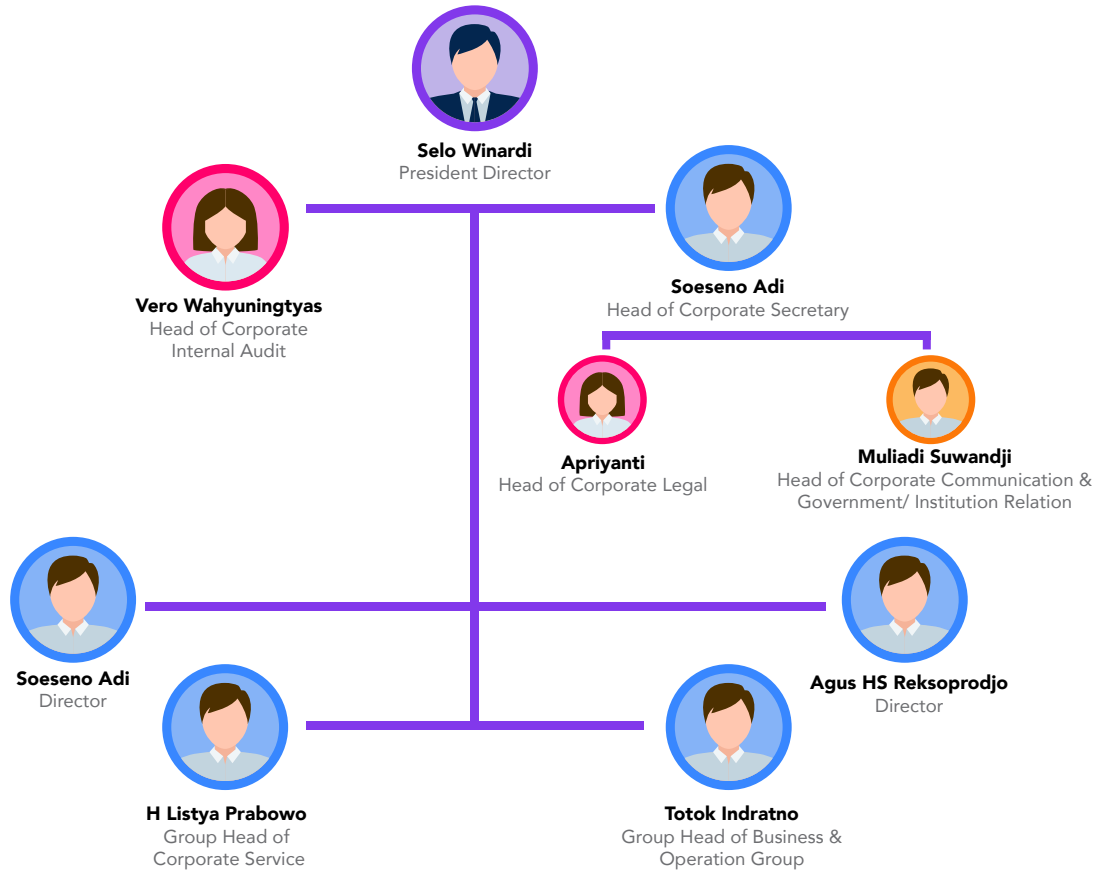 Selo Winardi
President Director
Vero Wahyuningtyas
Head of Corporate
Internal Audit
Soeseno Adi
Head of Corporate Secretary
Apriyanti
Head of Corporate Legal
Muliadi Suwandji
Head of Corporate Communication &
Government/ Institution Relation
Soeseno Adi
Director
Agus HS Reksoprodjo
Director
H Listya Prabowo
Group Head of
Corporate Service
Totok Indratno
Group Head of Business &
Operation Group